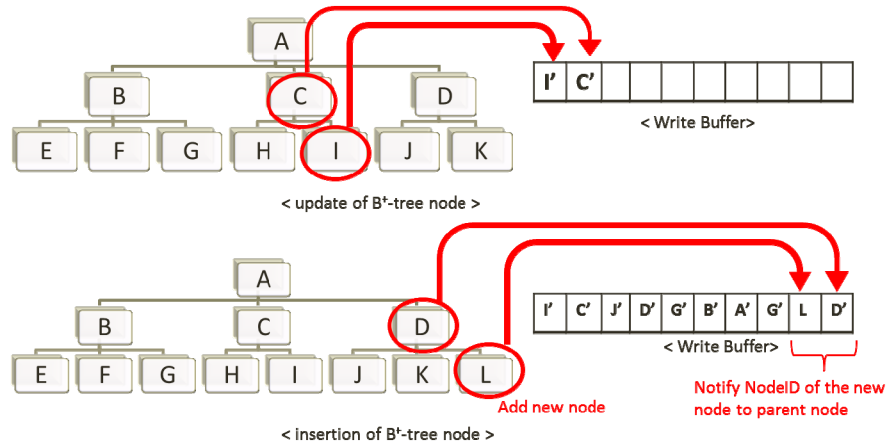 A
B C D
E F G H I J K
I’ C’
< Write Buffer>
< update of B⁺-tree node >
A
B C D
E F G H I J K L
I’ C’ J’ D’ G’ B’ A’ G’ L D’
< Write Buffer>
Add new node
Notify NodeID of the new
node to parent node
< insertion of B⁺-tree node >